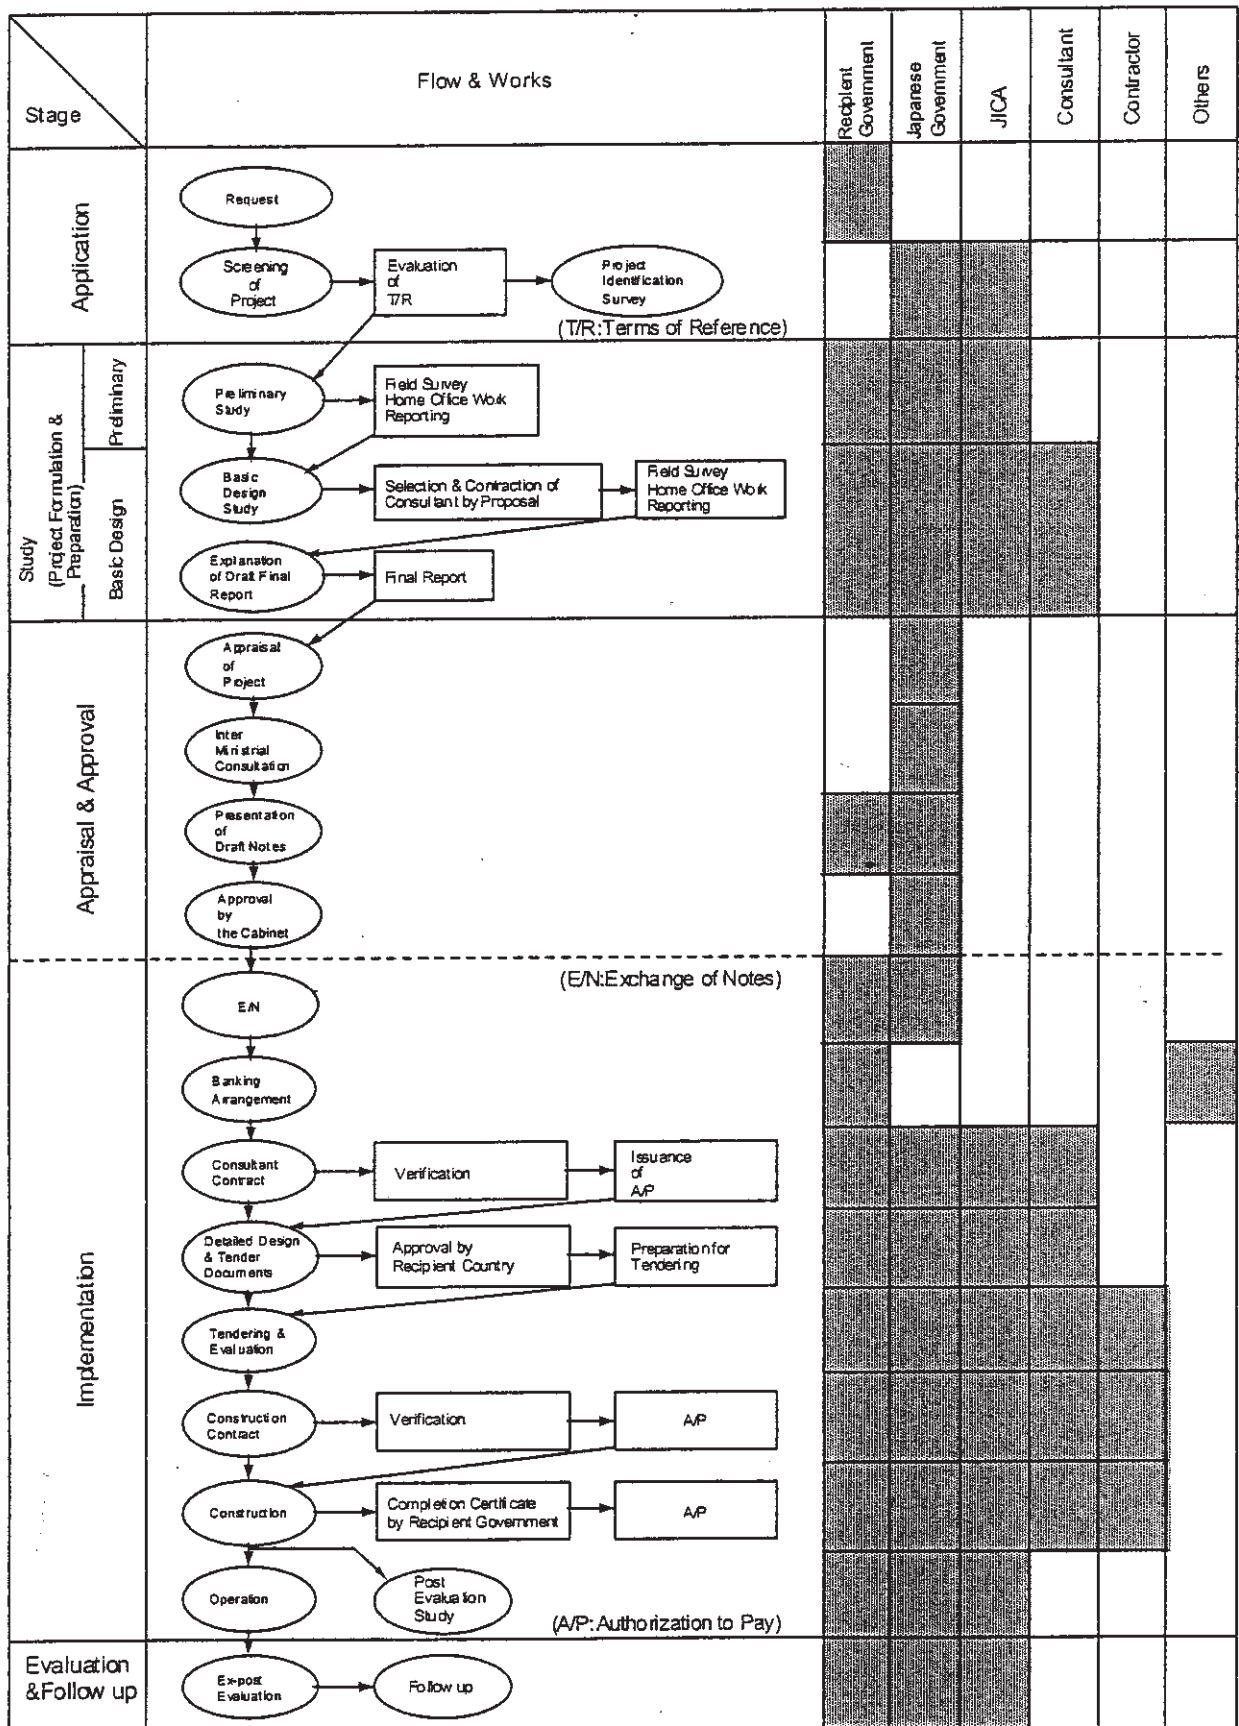 Stage
Flow & Works
Recipient
Government
Japanese
Government
JICA
Consultant
Contractor
Others
Application
Request
Screening
of
Project
Evaluation
of
T/R
Project
Identification
Survey
(T/R:Terms of Reference)
Study
(Project Formulation &
Preparation)
Preliminary
Preliminary
Study
Field Survey
Home Office Work
Reporting
Basic Design
Basic
Design
Study
Selection & Contraction of
Consultant by Proposal
Field Survey
Home Office Work
Reporting
Explanation
of Draft Final
Report
Final Report
Appraisal & Approval
Appraisal
of
Project
Inter
Ministrial
Consultation
Presentation
of
Draft Notes
Approval
by
the Cabinet
Implementation
(E/N:Exchange of Notes)
E/N
Banking
Arrangement
Consultant
Contract
Verification
Issuance
of
A/P
Detailed Design
& Tender
Documents
Approval by
Recipient Country
Preparation for
Tendering
Tendering &
Evaluation
Construction
Contract
Verification
A/P
Construction
Completion Certificate
by Recipient Government
A/P
Operation
Post
Evaluation
Study
(A/P:Authorization to Pay)
Evaluation
&Follow up
Ex-post
Evaluation
Follow up